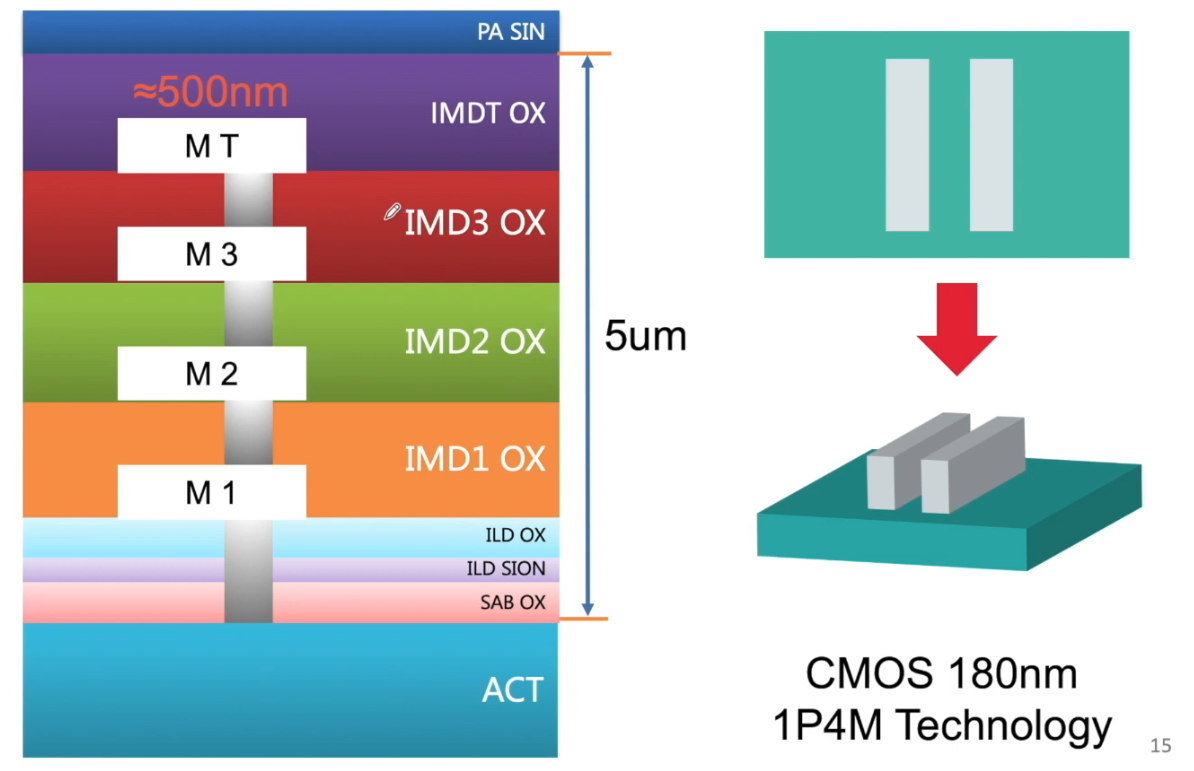 PA SIN
≈500nm
IMDT OX
M T
IMD3 OX
M 3
IMD2 OX
M 2
IMD1 OX
M 1
ILD OX
ILD SION
SAB OX
ACT
5um
CMOS 180nm
1P4M Technology
15